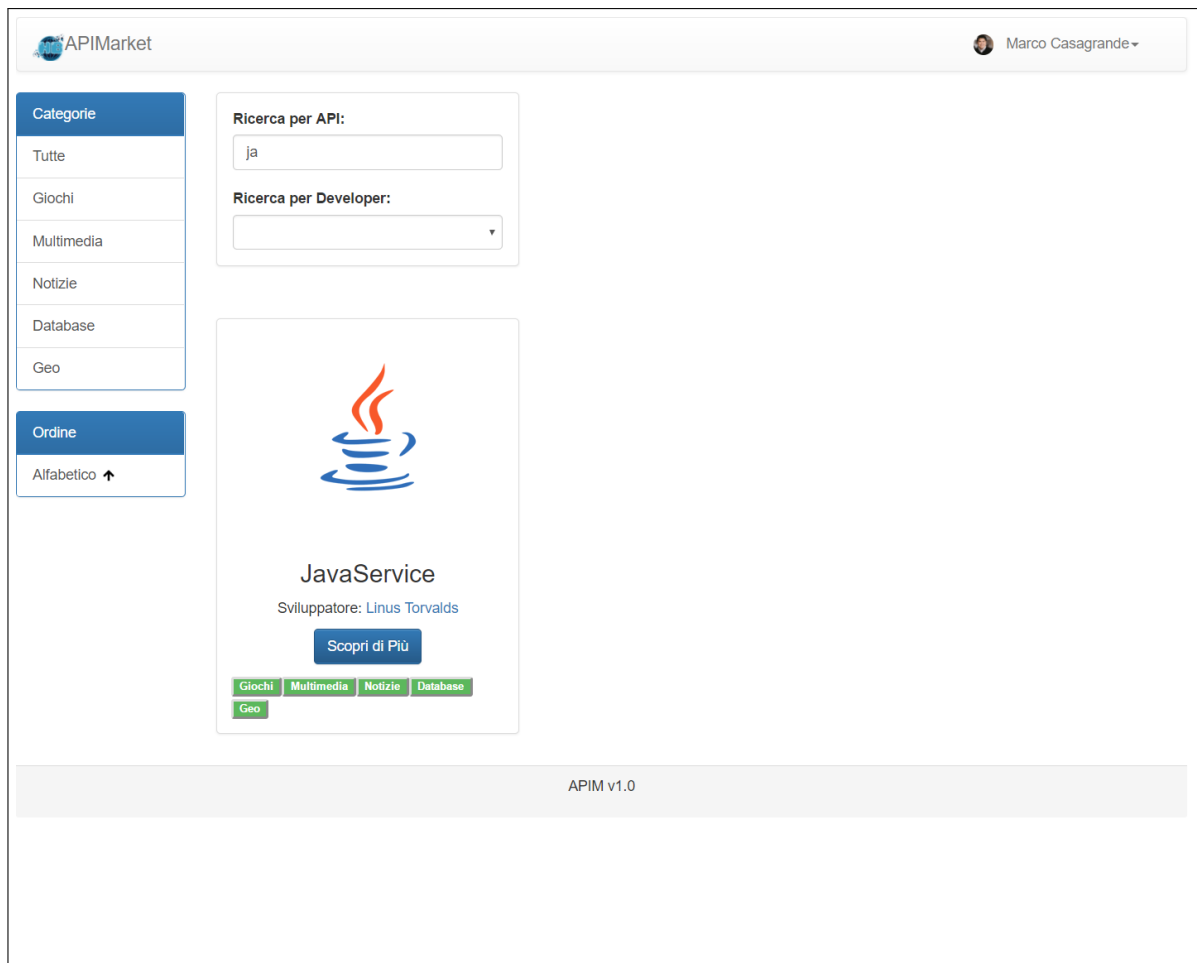 APIMarket
Marco Casagrande
Categorie
Tutte
Giochi
Multimedia
Notizie
Database
Geo
Ordine
Alfabetico
Ricerca per API:
ja
Ricerca per Developer:
JavaService
Sviluppatore: Linus Torvalds
Scopri di Più
Giochi Multimedia Notizie Database
Geo
APIM v1.0